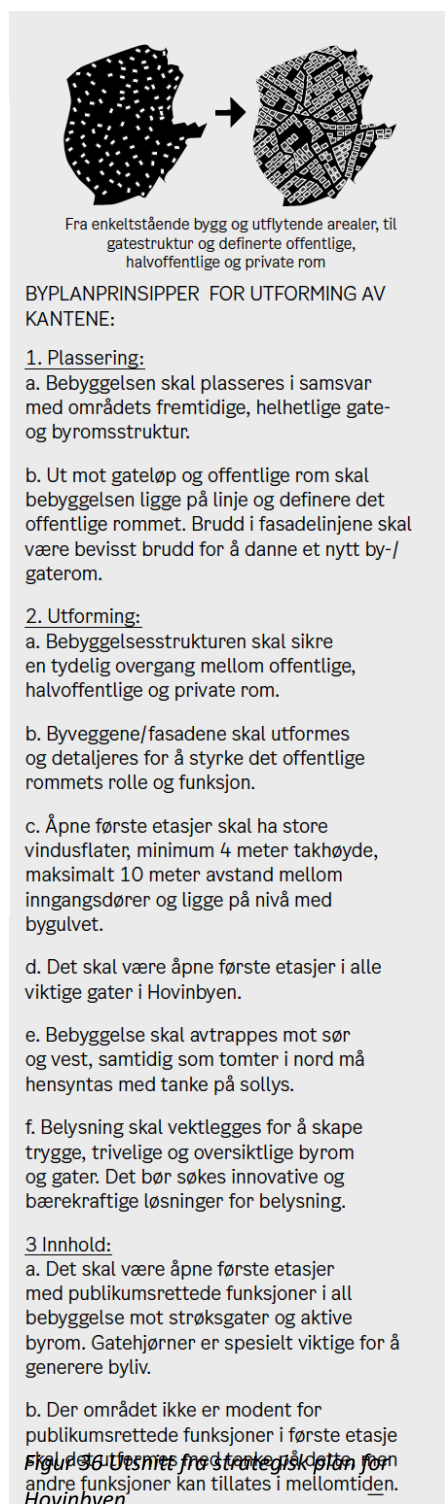 Fra enkeltstående bygg og utflytende arealer, til
gatestruktur og definerte offentlige,
halvoffentlige og private rom
BYPLANPRINSIPPER FOR UTFORMING AV
KANTENE:
1. Plassering:
a. Bebyggelsen skal plasseres i samsvar
med områdets fremtidige, helhetlige gate-
og byromsstruktur.
b. Ut mot gateløp og offentlige rom skal
bebyggelsen ligge på linje og definere det
offentlige rommet. Brudd i fasadelinjene skal
være bevisst brudd for å danne et nytt by-/
gaterom.
2. Utforming:
a. Bebyggelsesstrukturen skal sikre
en tydelig overgang mellom offentlige,
halvoffentlige og private rom.
b. Byveggene/fasadene skal utformes
og detaljeres for å styrke det offentlige
rommets rolle og funksjon.
c. Åpne første etasjer skal ha store
vindusflater, minimum 4 meter takhøyde,
maksimalt 10 meter avstand mellom
inngangsdører og ligge på nivå med
bygulvet.
d. Det skal være åpne første etasjer i alle
viktige gater i Hovinbyen.
e. Bebyggelse skal avtrappes mot sør
og vest, samtidig som tomter i nord må
hensyntas med tanke på sollys.
f. Belysning skal vektlegges for å skape
trygge, trivelige og oversiktlige byrom
og gater. Det bør søkes innovative og
bærekraftige løsninger for belysning.
3 Innhold:
a. Det skal være åpne første etasjer
med publikumsrettede funksjoner i all
bebyggelse mot strøksgater og aktive
byrom. Gatehjørner er spesielt viktige for å
generere byliv.
b. Der området ikke er modent for
publikumsrettede funksjoner i første etasje
skal det utformes med tanke på dette, men
Figur 36 Utsnitt fra strategisk plan for
andre funksjoner kan tillates i mellomtiden.
Hovinbyen